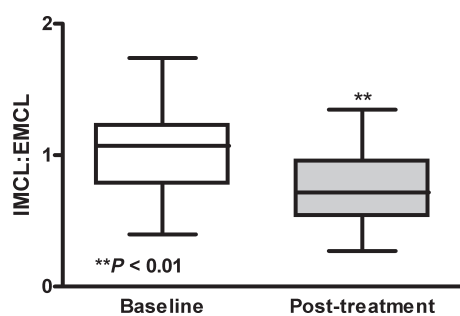 2
**
IMCL:EMCL
1
**P < 0.01
0
Baseline
Post-treatment